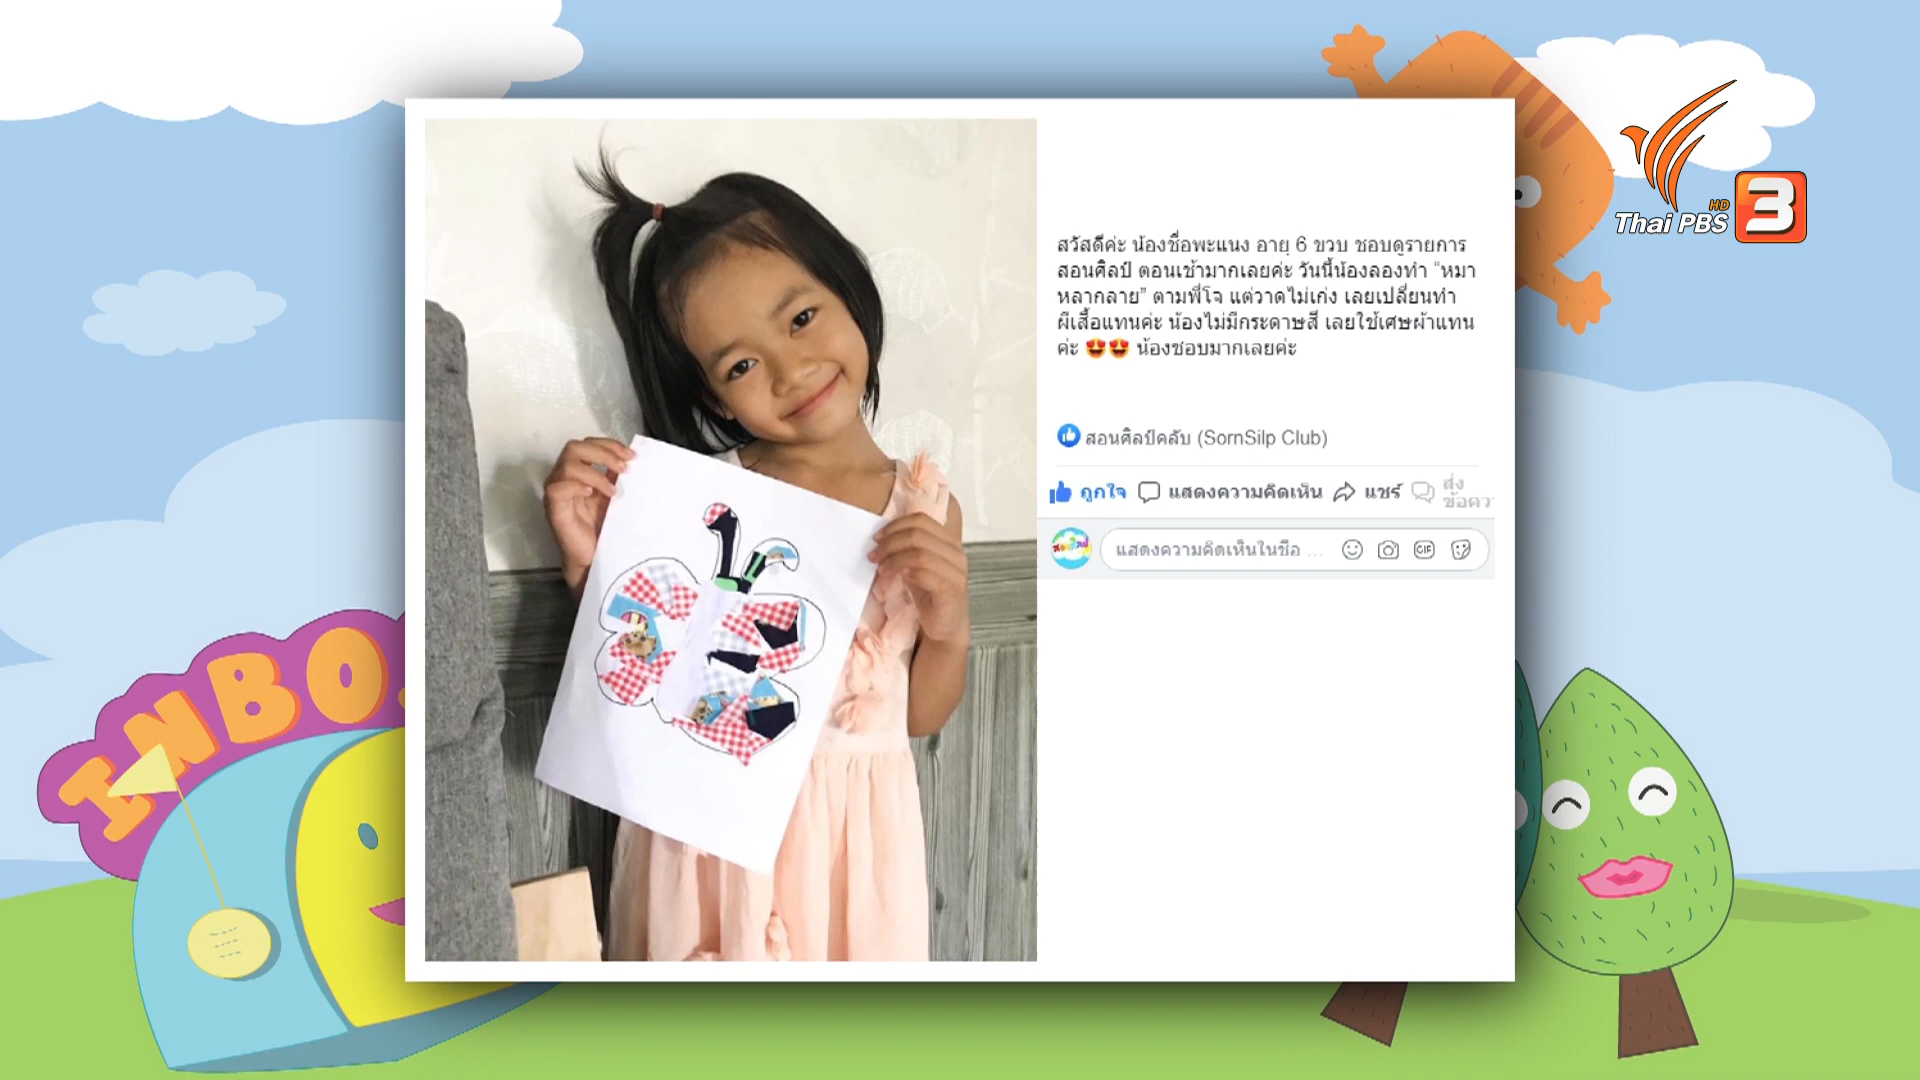 สวัสดีค่ะ น้องชื่อพะแนง อายุ 6 ขวบ ชอบดูรายการ
สอนศิลป์ ตอนเช้ามากเลยค่ะ วันนี้น้องลองทำ “หมา
หลากลาย” ตามพี่โจ แต่วาดไม่เก่ง เลยเปลี่ยนทำ
ผีเสื้อแทนค่ะ น้องไม่มีกระดาษสี เลยใช้เศษผ้าแทน
ค่ะ 😍😍 น้องชอบมากเลยค่ะ
สอนศิลป์คลับ (SornSilp Club)
ถูกใจ แสดงความคิดเห็น แชร์ ส่ง
แสดงความคิดเห็นในชื่อ ...
GIF
INBO
Thai PBS HD 3